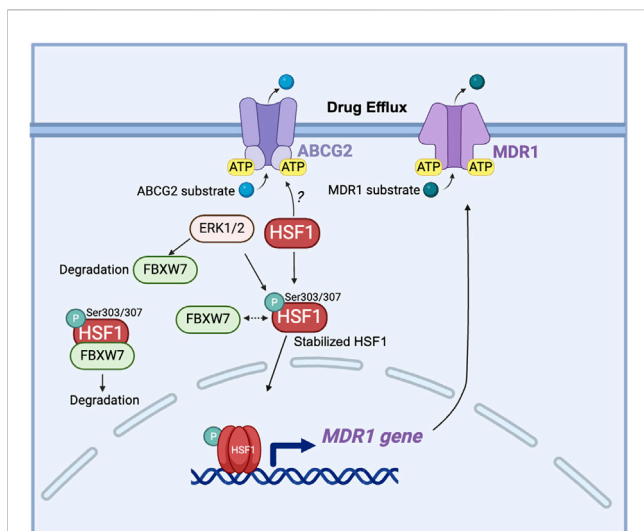 Drug Efflux
ABCG2
MDR1
ATP
ATP
ATP
ATP
ABCG2 substrate
MDR1 substrate
?
ERK1/2
HSF1
Degradation
FBXW7
P
Ser303/307
HSF1
FBXW7
Degradation
FBXW7
P
Ser303/307
HSF1
Stabilized HSF1
P
HSF1
MDR1 gene